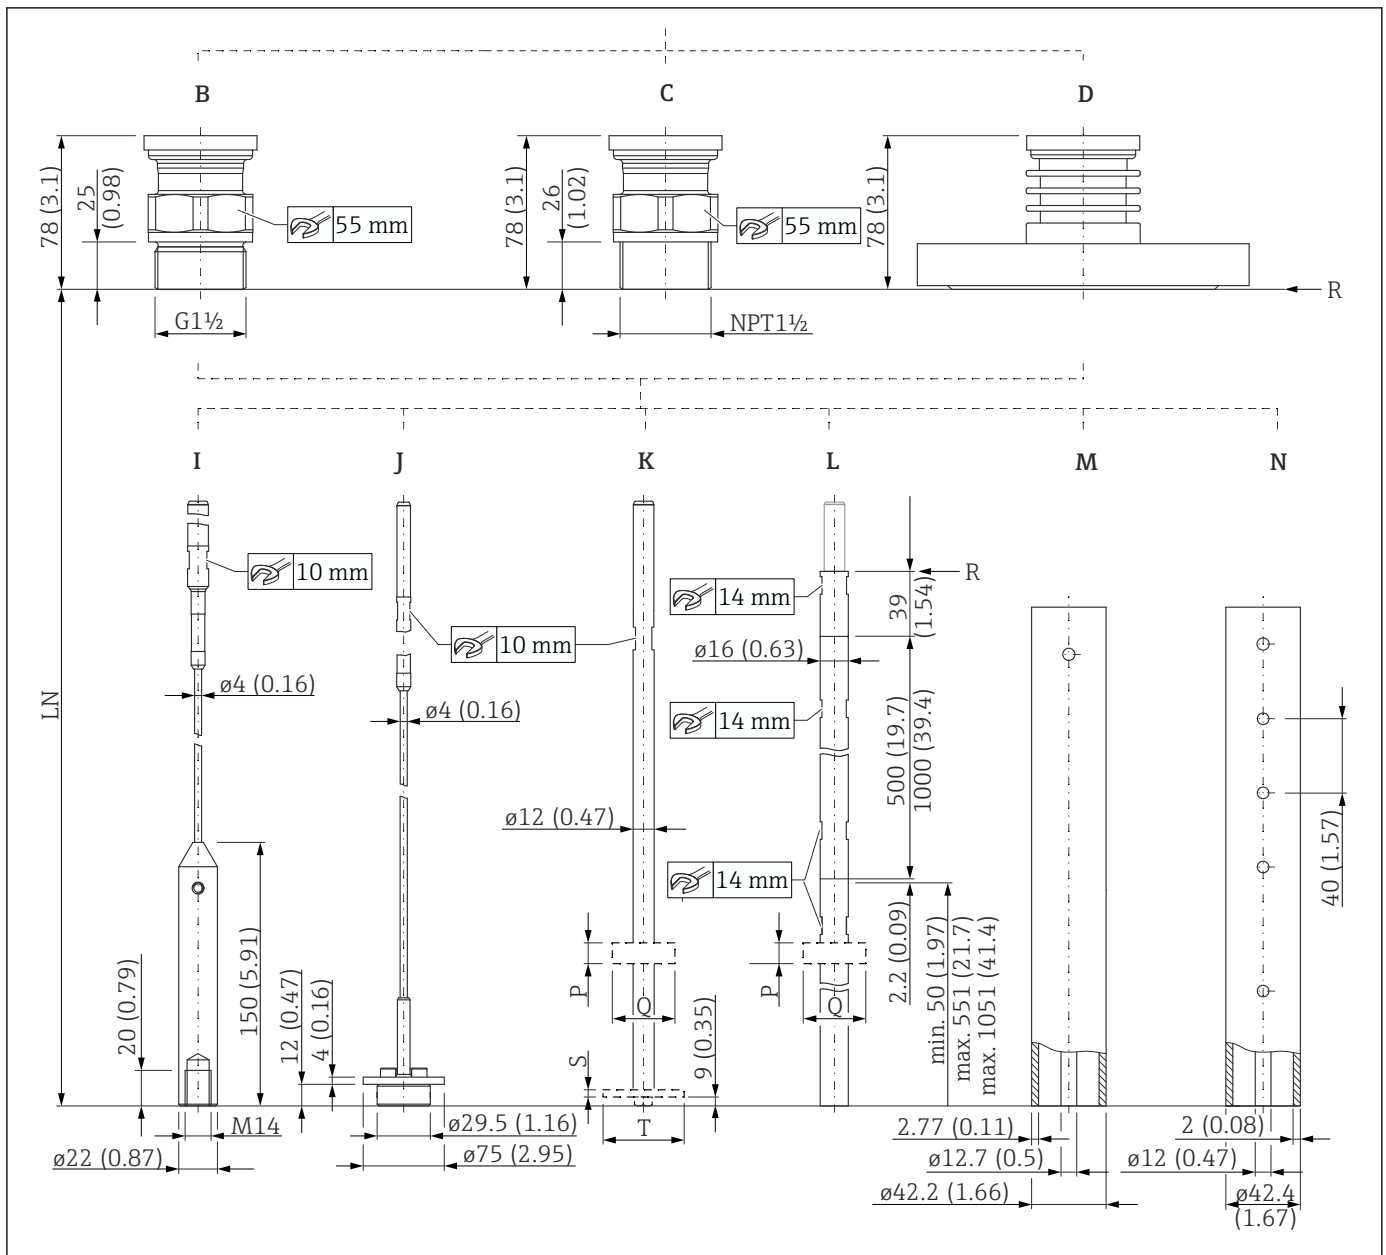 B
C
D
78 (3.1)
25
(0.98)
55 mm
G1½
78 (3.1)
26
(1.02)
55 mm
NPT1½
78 (3.1)
R
LN
I
J
K
L
M
N
10 mm
ø4 (0.16)
150 (5.91)
20 (0.79)
M14
ø22 (0.87)
10 mm
ø4 (0.16)
12 (0.47)
4 (0.16)
ø29.5 (1.16)
ø75 (2.95)
ø12 (0.47)
P
Q
S
T
9 (0.35)
R
14 mm
39
(1.54)
ø16 (0.63)
14 mm
500 (19.7)
1000 (39.4)
14 mm
P
Q
2.2 (0.09)
min. 50 (1.97)
max. 551 (21.7)
max. 1051 (41.4)
2.77 (0.11)
ø12.7 (0.5)
ø42.2 (1.66)
40 (1.57)
2 (0.08)
ø12 (0.47)
ø42.4
(1.67)